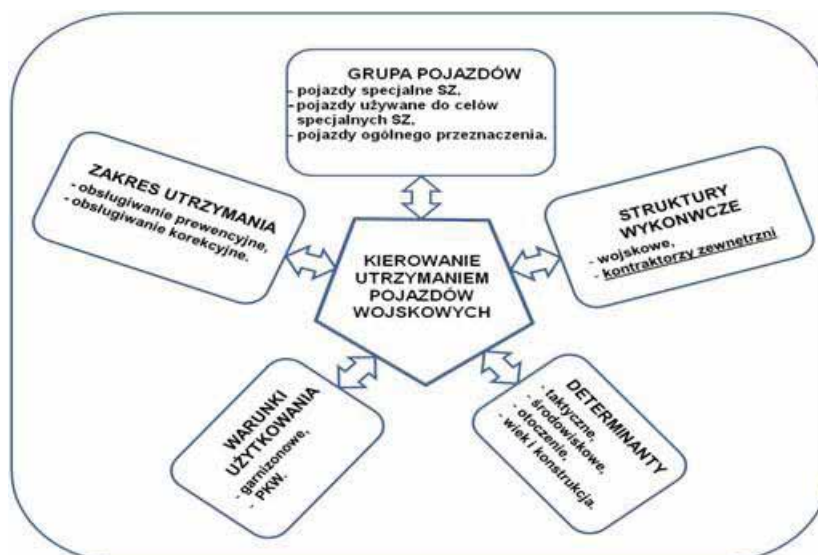 GRUPA POJAZDÓW
- pojazdy specjalne SZ,
- pojazdy używane do celów
specjalnych SZ,
- pojazdy ogólnego przeznaczenia.
ZAKRES UTRZYMANIA
- obsługiwanie prewencyjne,
- obsługiwanie korekcyjne.
STRUKTURY
WYKONWCZE
- wojskowe,
- kontraktorzy zewnętrzni
KIEROWANIE
UTRZYMANIEM
POJAZDÓW
WOJSKOWYCH
WARUNKI
UŻYTKOWANIA
- garnizonowe,
- PKW.
DETERMINANTY
- taktyczne,
- środowiskowe,
- otoczenie,
- wiek i konstrukcja.